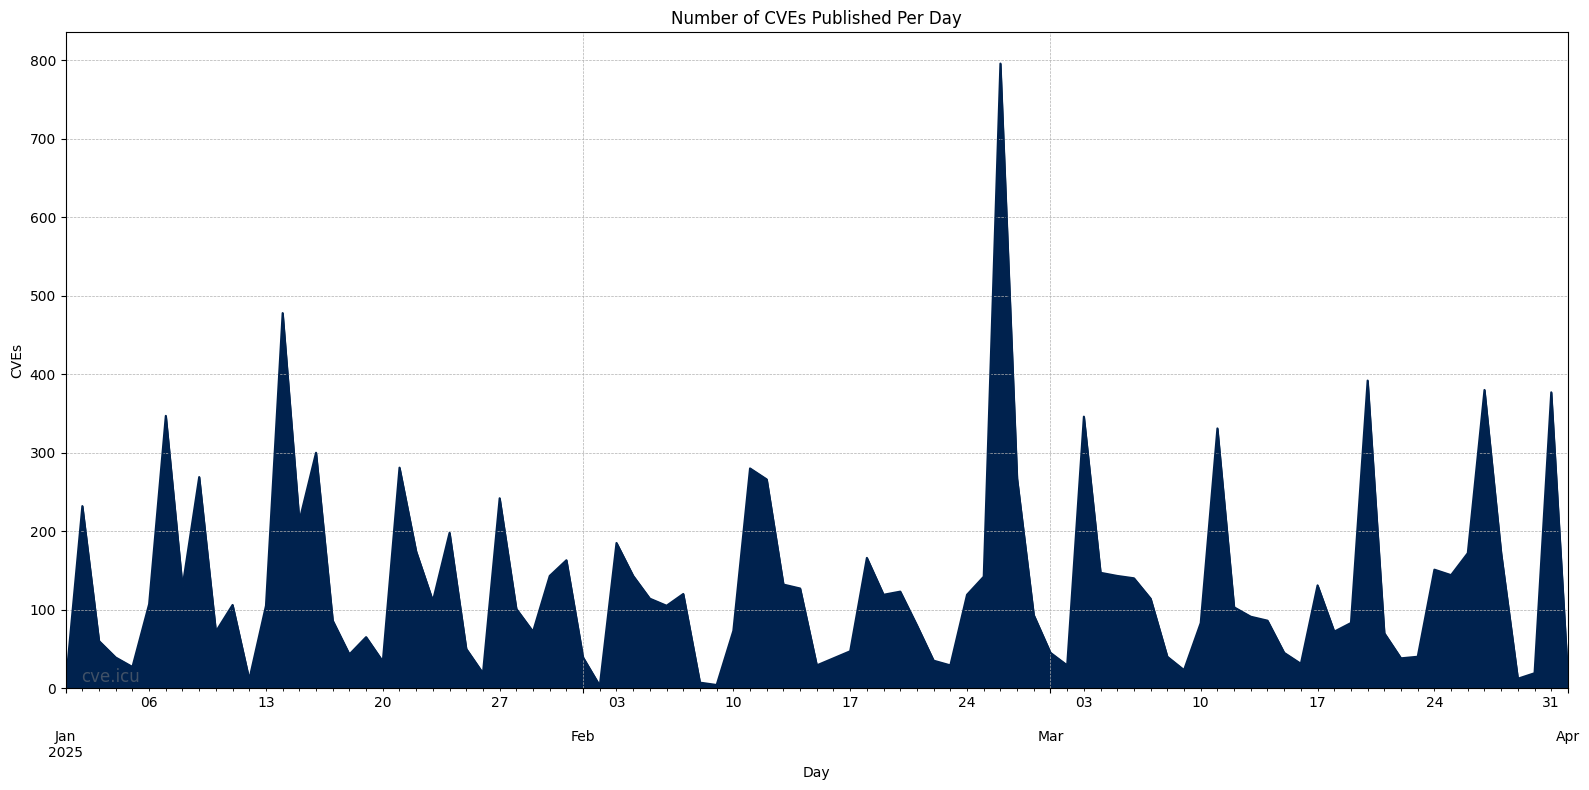 Number of CVEs Published Per Day
800
700
600
500
400
300
200
100
0
CVEs
cve.icu
06 13 20 27 03 10 17 24 03 10 17 24 31
Jan Feb Mar Apr
2025
Day